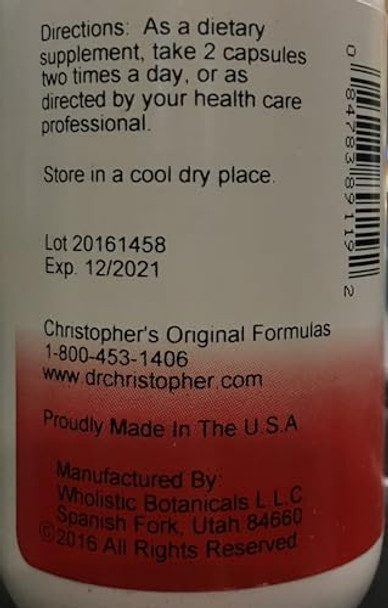 Directions: As a dietary
supplement, take 2 capsules
two times a day, or as
directed by your health care
professional.
Store in a cool dry place.
Lot 20161458
Exp. 12/2021
Christopher's Original Formulas
1-800-453-1406
www.drchristopher.com
Proudly Made In The U.S.A
Manufactured By:
Wholistic Botanicals L.L.C
Spanish Fork, Utah 84660
©2016 All Rights Reserved
0 84783 89119 2